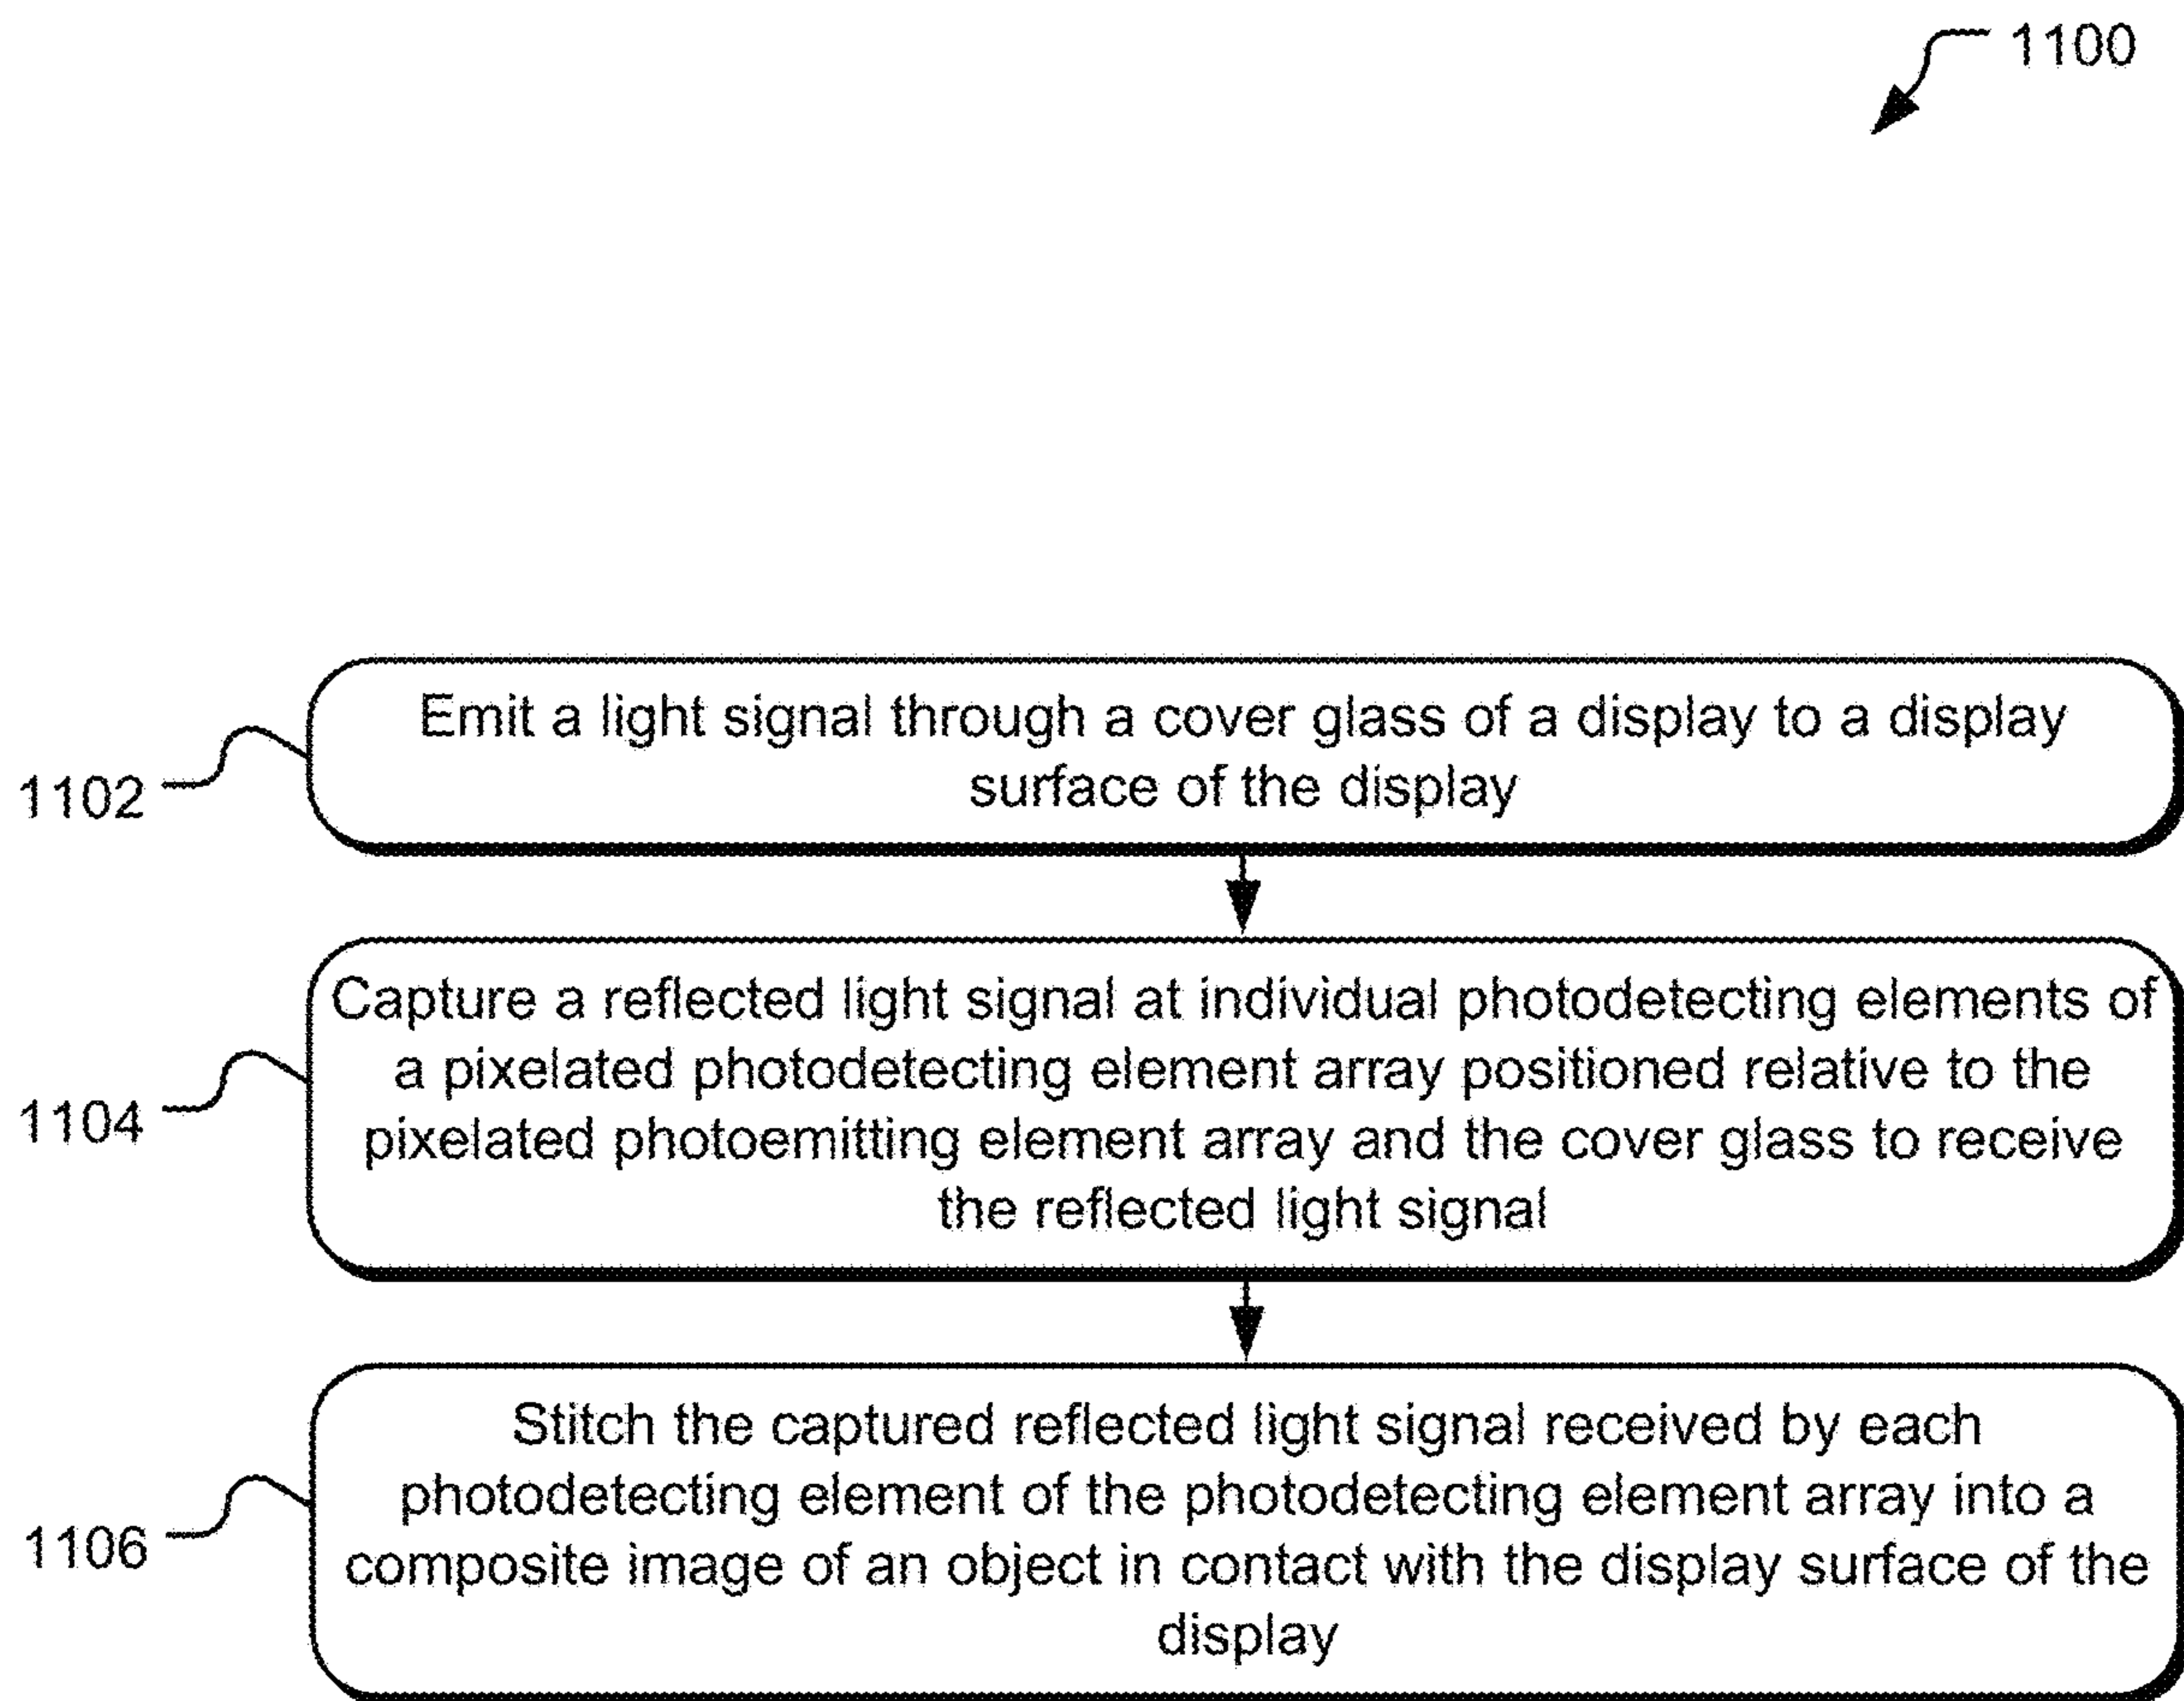 1100
Emit a light signal through a cover glass of a display to a display
surface of the display
1102
Capture a reflected light signal at individual photodetecting elements of
a pixelated photodetecting element array positioned relative to the
pixelated photoemitting element array and the cover glass to receive
the reflected light signal
1104
Stitch the captured reflected light signal received by each
photodetecting element of the photodetecting element array into a
composite image of an object in contact with the display surface of the
display
1106